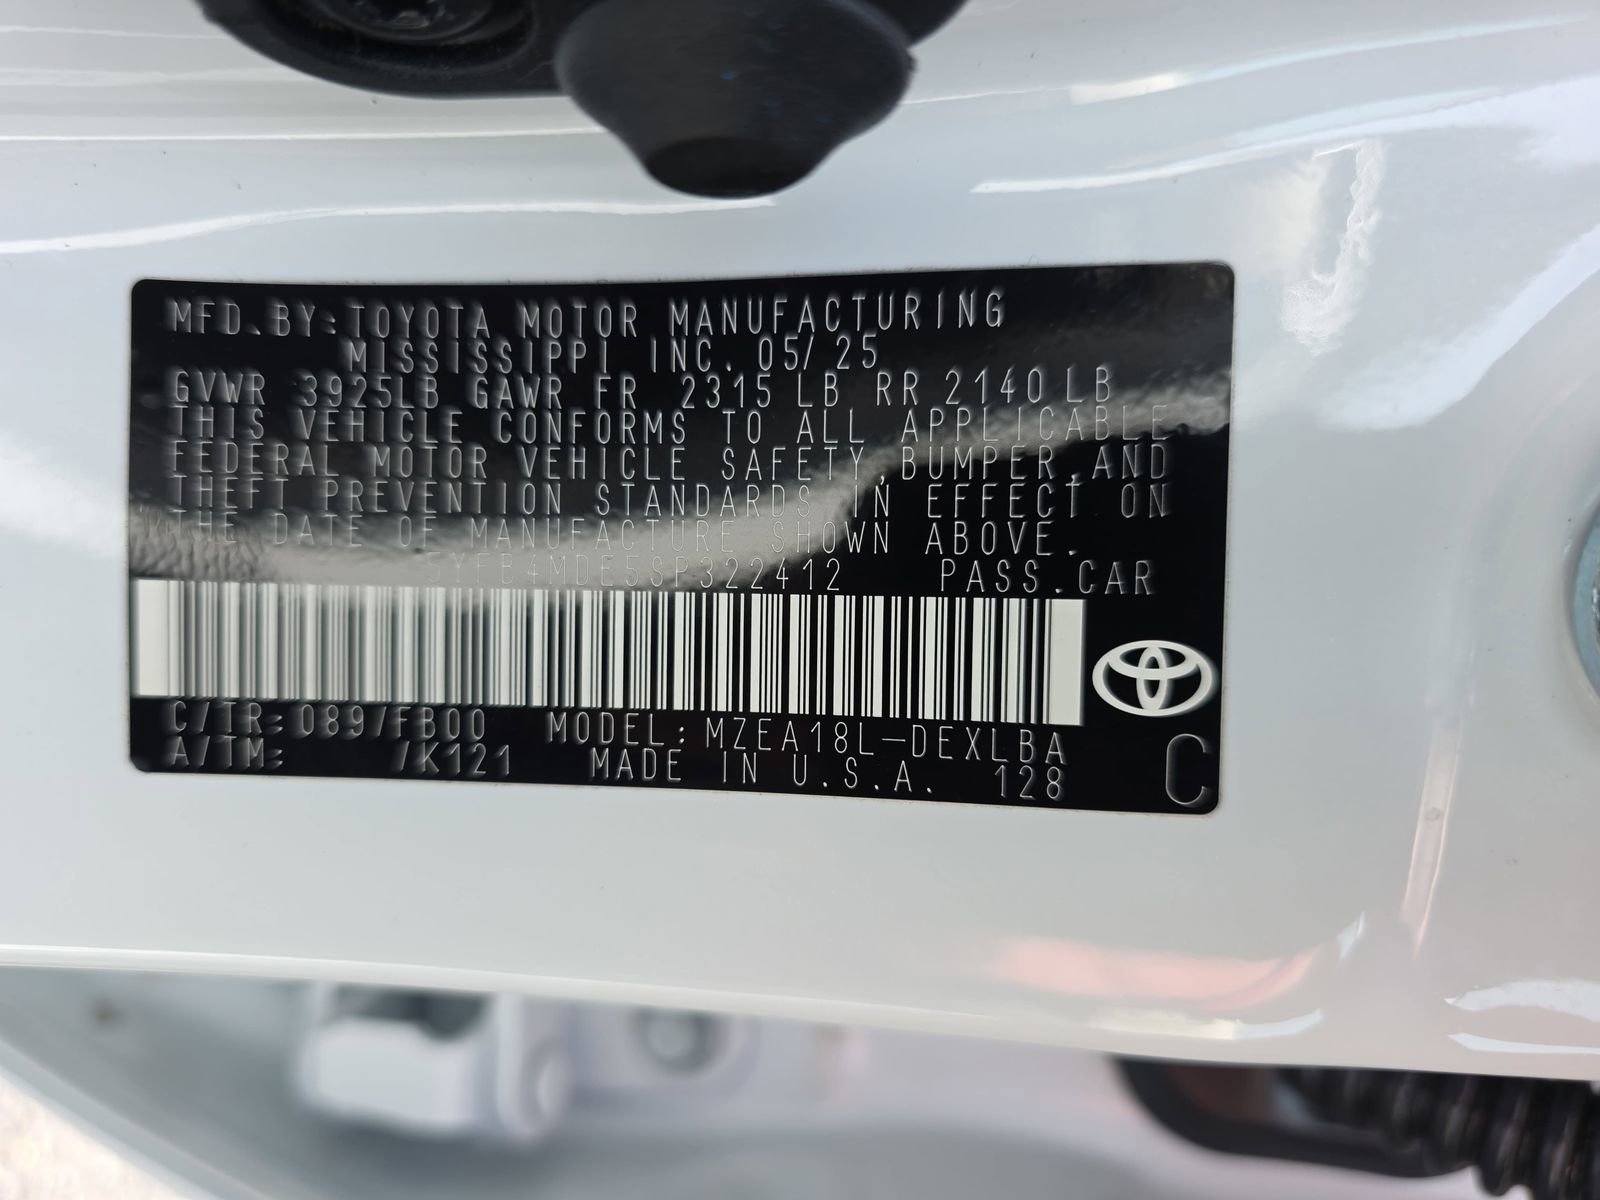 MFD.BY:TOYOTA MOTOR MANUFACTURING
MISSISSIPPI INC. 05/25
GVWR 3925LB GAWR FR 2315 LB RR 2140 LB
THIS VEHICLE CONFORMS TO ALL APPLICABLE
FEDERAL MOTOR VEHICLE SAFETY,BUMPER,AND
THEFT PREVENTION STANDARDS IN EFFECT ON
THE DATE OF MANUFACTURE SHOWN ABOVE.
5YFB4MDE5SP322412 PASS.CAR
C/TR:089/FB00 MODEL:MZEA18L-DEXLBA
A/TM: /K121 MADE IN U.S.A. 128
C